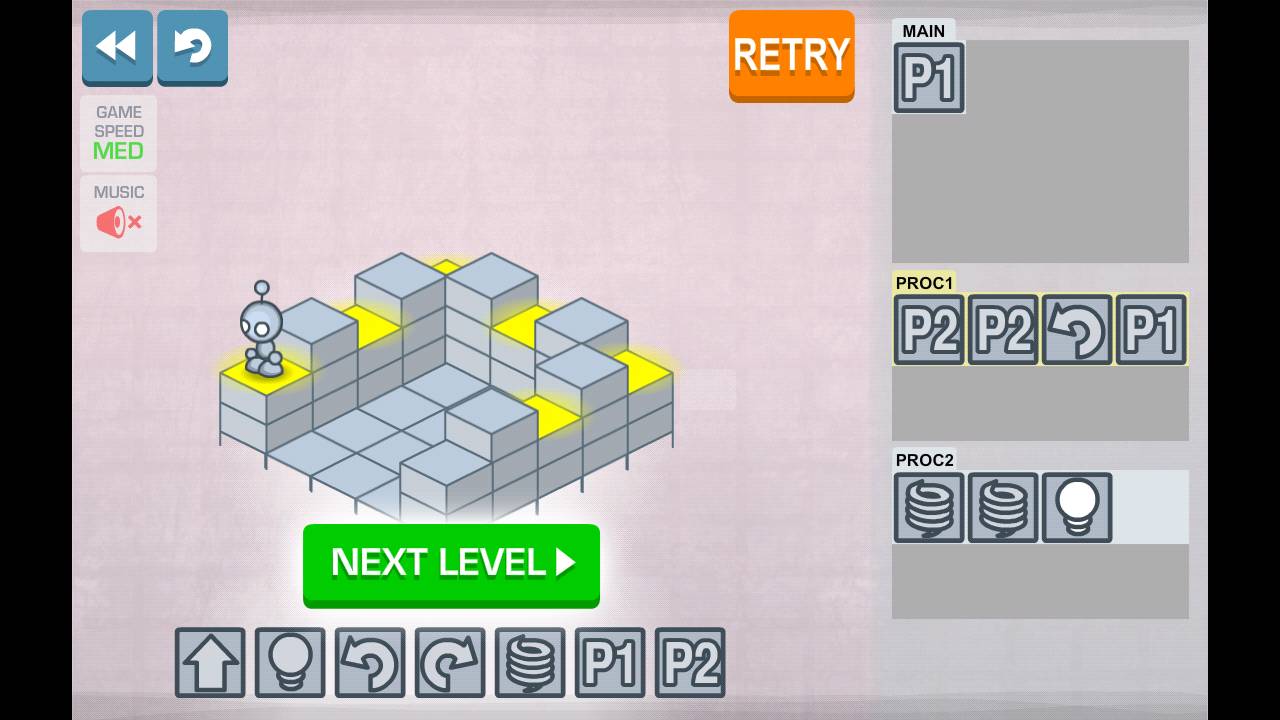 RETRY
MAIN
P1
GAME
SPEED
MED
MUSIC
PROC1
P2 P2 P1
PROC2
NEXT LEVEL
P1 P2